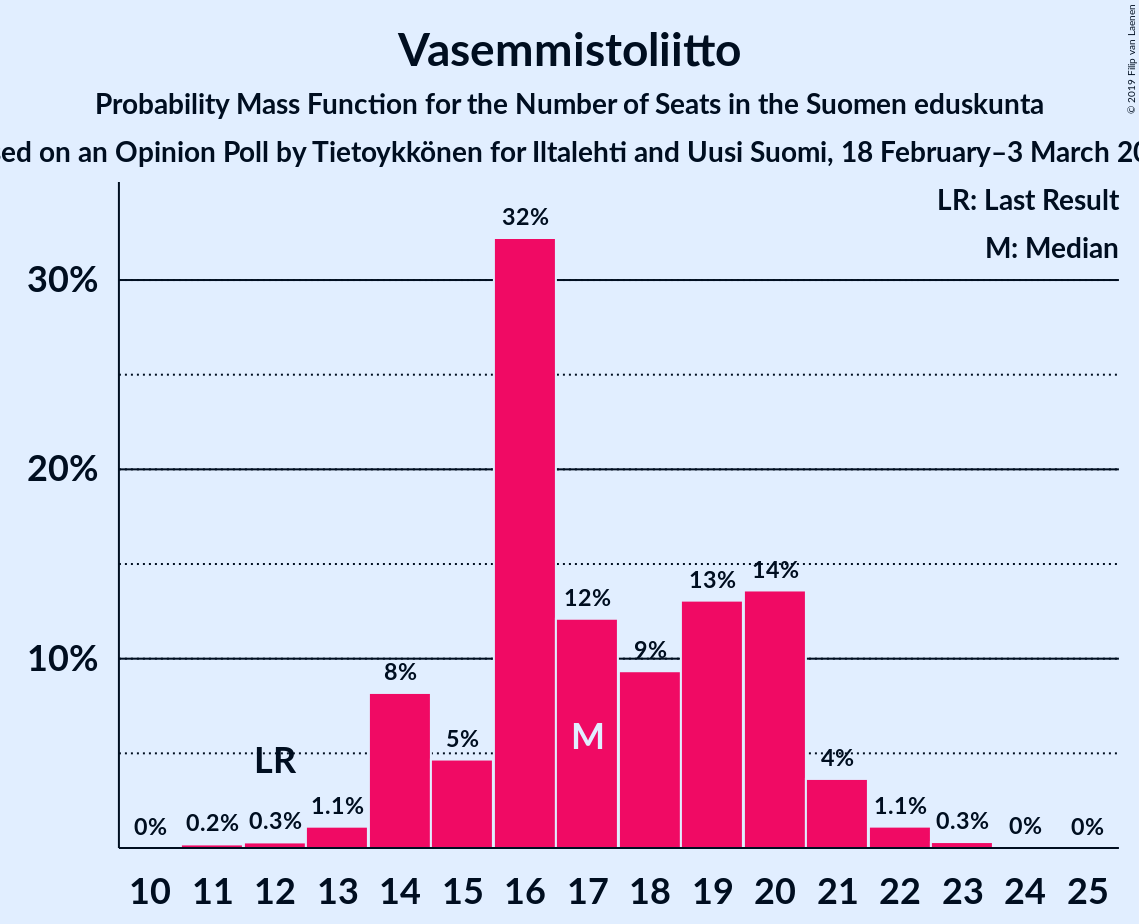 Vasemmistoliitto
Probability Mass Function for the Number of Seats in the Suomen eduskunta
on an Opinion Poll by Tietoykkönen for Iltalehti and Uusi Suomi, 18 February–3 March
© 2019 Filip van Laenen
LR: Last Result
M: Median
30%
20%
10%
0%
0.2%
0.3%
1.1%
8%
5%
32%
12%
9%
13%
14%
4%
1.1%
0.3%
0%
0%
LR
M
10 11 12 13 14 15 16 17 18 19 20 21 22 23 24 25